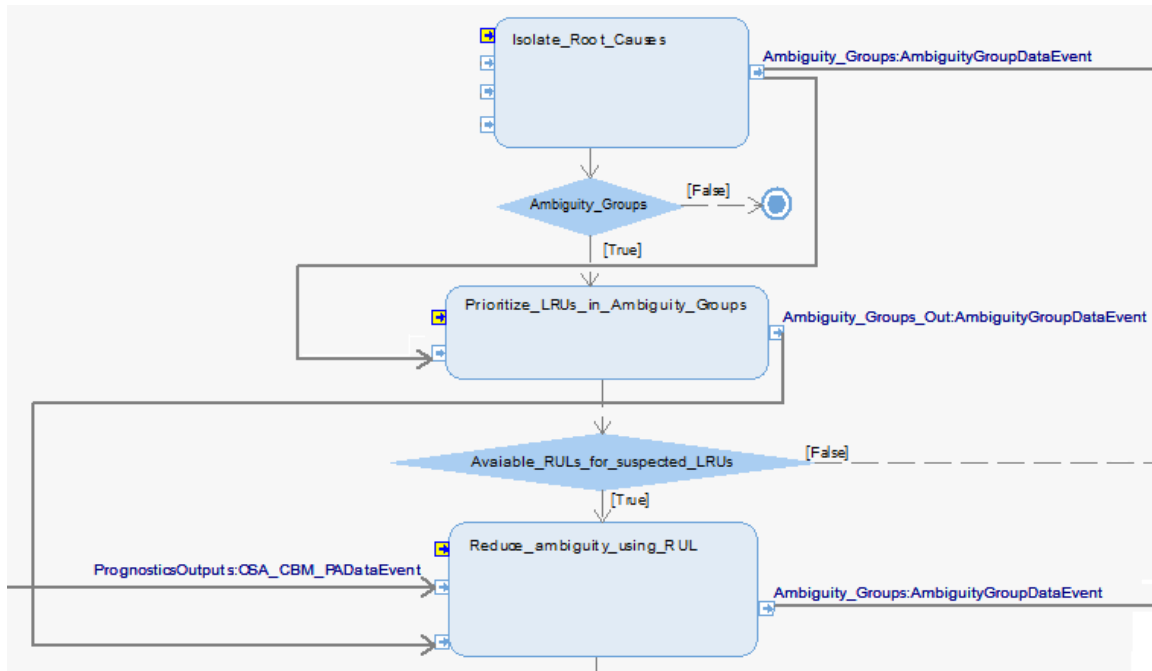 Isolate_Root_Causes
Ambiguity_Groups:AmbiguityGroupDataEvent
[False]
Ambiguity_Groups
[True]
Prioritize_LRUs_in_Ambiguity_Groups
Ambiguity_Groups_Out:AmbiguityGroupDataEvent
[False]
Avaiable_RULs_for_suspected_LRUs
[True]
Reduce_ambiguity_using_RUL
PrognosticsOutputs:OSA_CBM_PADataEvent
Ambiguity_Groups:AmbiguityGroupDataEvent